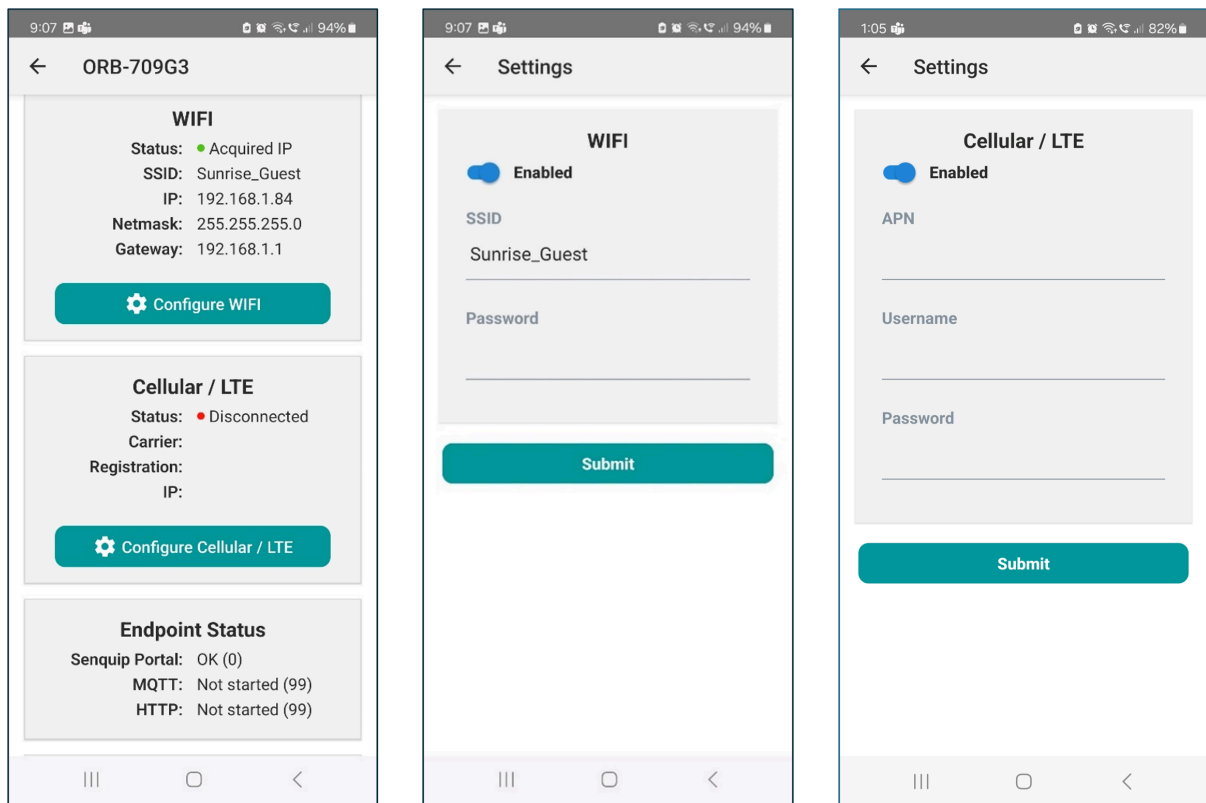 9:07 94%
ORB-709G3
WIFI
Status: Acquired IP
SSID: Sunrise_Guest
IP: 192.168.1.84
Netmask: 255.255.255.0
Gateway: 192.168.1.1
Configure WIFI
Cellular / LTE
Status: Disconnected
Carrier:
Registration:
IP:
Configure Cellular / LTE
Endpoint Status
Senquip Portal: OK (0)
MQTT: Not started (99)
HTTP: Not started (99)
9:07 94%
Settings
WIFI
Enabled
SSID
Sunrise_Guest
Password
Submit
1:05 82%
Settings
Cellular / LTE
Enabled
APN
Username
Password
Submit